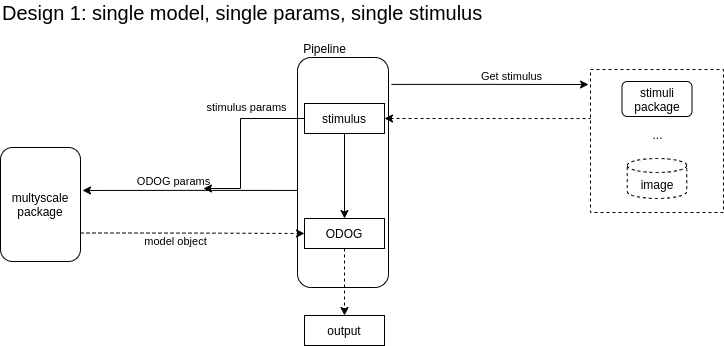 Design 1: single model, single params, single stimulus
Pipeline
Get stimulus
stimuli
package
stimulus params
stimulus
...
ODOG params
image
multyscale
package
ODOG
model object
output